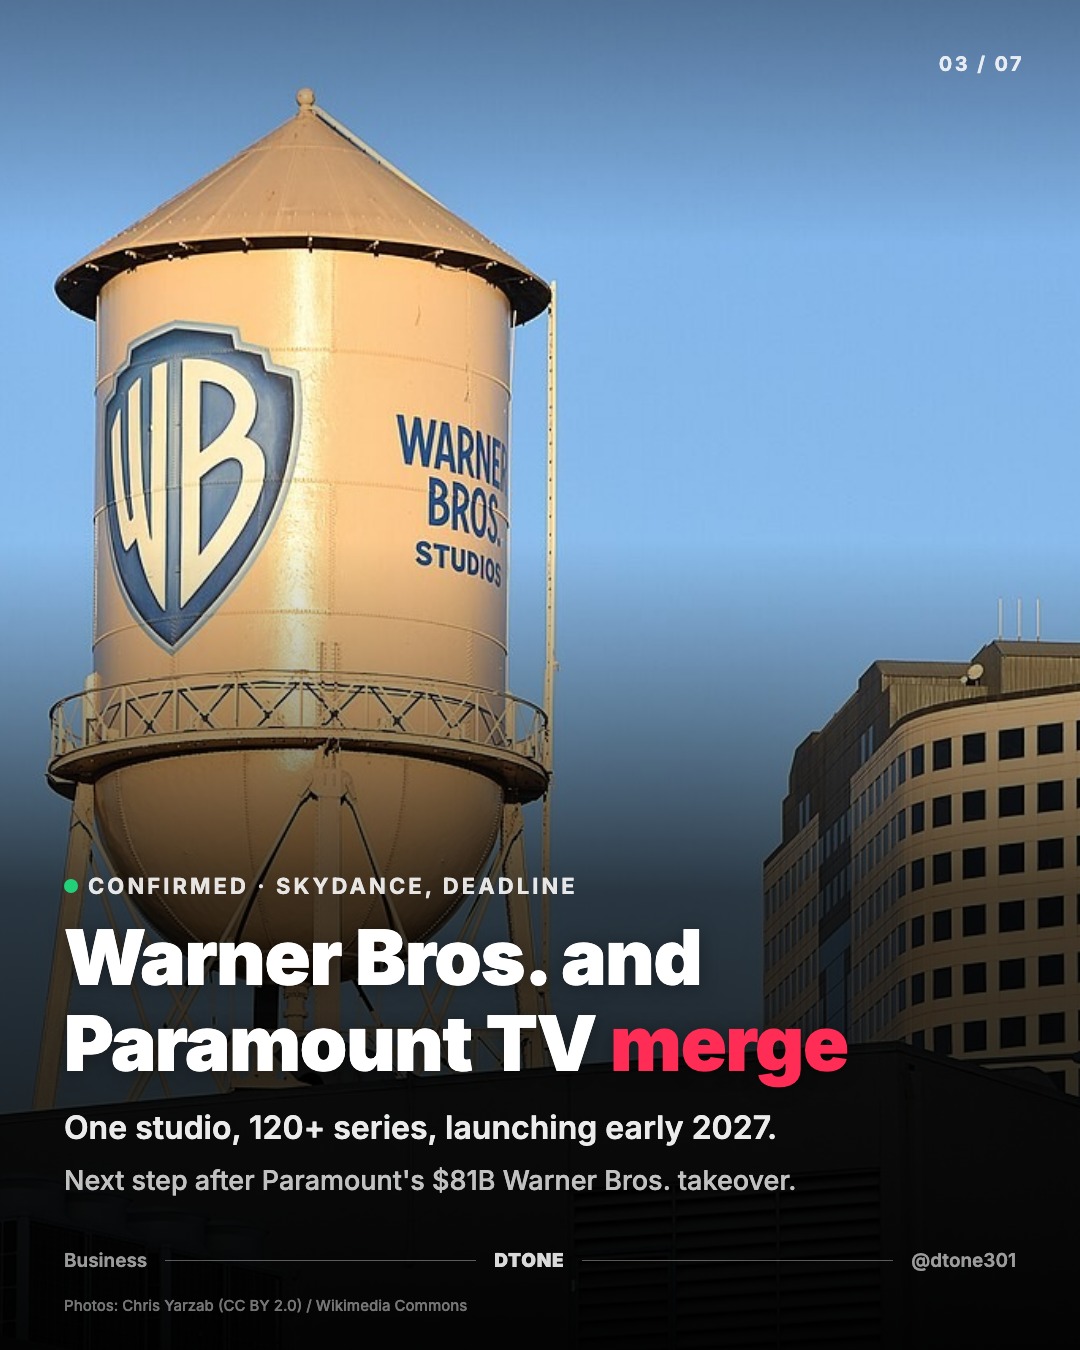 03 / 07
WB
WARNER
BROS.
STUDIOS
CONFIRMED · SKYDANCE, DEADLINE
Warner Bros. and
Paramount TV merge
One studio, 120+ series, launching early 2027.
Next step after Paramount's $81B Warner Bros. takeover.
Business DTONE @dtone301
Photos: Chris Yarzab (CC BY 2.0) / Wikimedia Commons